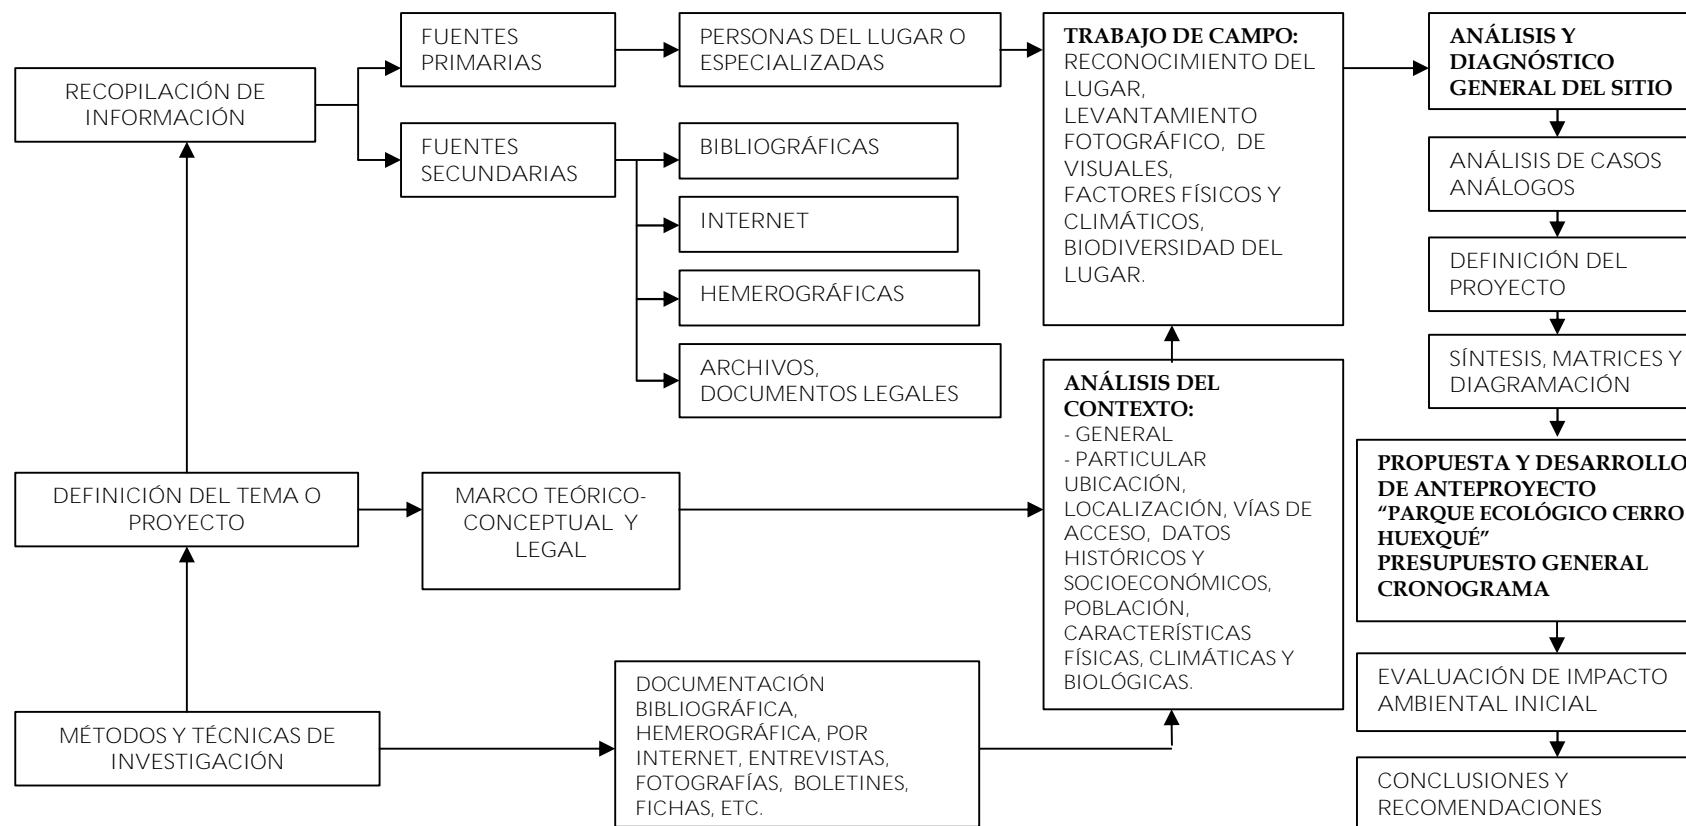 RECOPILACIÓN DE
INFORMACIÓN
FUENTES
PRIMARIAS
PERSONAS DEL LUGAR O
ESPECIALIZADAS
FUENTES
SECUNDARIAS
BIBLIOGRÁFICAS
INTERNET
HEMEROGRÁFICAS
ARCHIVOS,
DOCUMENTOS LEGALES
DEFINICIÓN DEL TEMA O
PROYECTO
MARCO TEÓRICO-
CONCEPTUAL Y
LEGAL
MÉTODOS Y TÉCNICAS DE
INVESTIGACIÓN
DOCUMENTACIÓN
BIBLIOGRÁFICA,
HEMEROGRÁFICA, POR
INTERNET, ENTREVISTAS,
FOTOGRAFÍAS, BOLETINES,
FICHAS, ETC.
TRABAJO DE CAMPO:
RECONOCIMIENTO DEL
LUGAR,
LEVANTAMIENTO
FOTOGRÁFICO, DE
VISUALES,
FACTORES FÍSICOS Y
CLIMÁTICOS,
BIODIVERSIDAD DEL
LUGAR.
ANÁLISIS DEL
CONTEXTO:
- GENERAL
- PARTICULAR
UBICACIÓN,
LOCALIZACIÓN, VÍAS DE
ACCESO, DATOS
HISTÓRICOS Y
SOCIOECONÓMICOS,
POBLACIÓN,
CARACTERÍSTICAS
FÍSICAS, CLIMÁTICAS Y
BIOLÓGICAS.
ANÁLISIS Y
DIAGNÓSTICO
GENERAL DEL SITIO
ANÁLISIS DE CASOS
ANÁLOGOS
DEFINICIÓN DEL
PROYECTO
SÍNTESIS, MATRICES Y
DIAGRAMACIÓN
PROPUESTA Y DESARROLLO
DE ANTEPROYECTO
“PARQUE ECOLÓGICO CERRO
HUEXQUÉ”
PRESUPUESTO GENERAL
CRONOGRAMA
EVALUACIÓN DE IMPACTO
AMBIENTAL INICIAL
CONCLUSIONES Y
RECOMENDACIONES